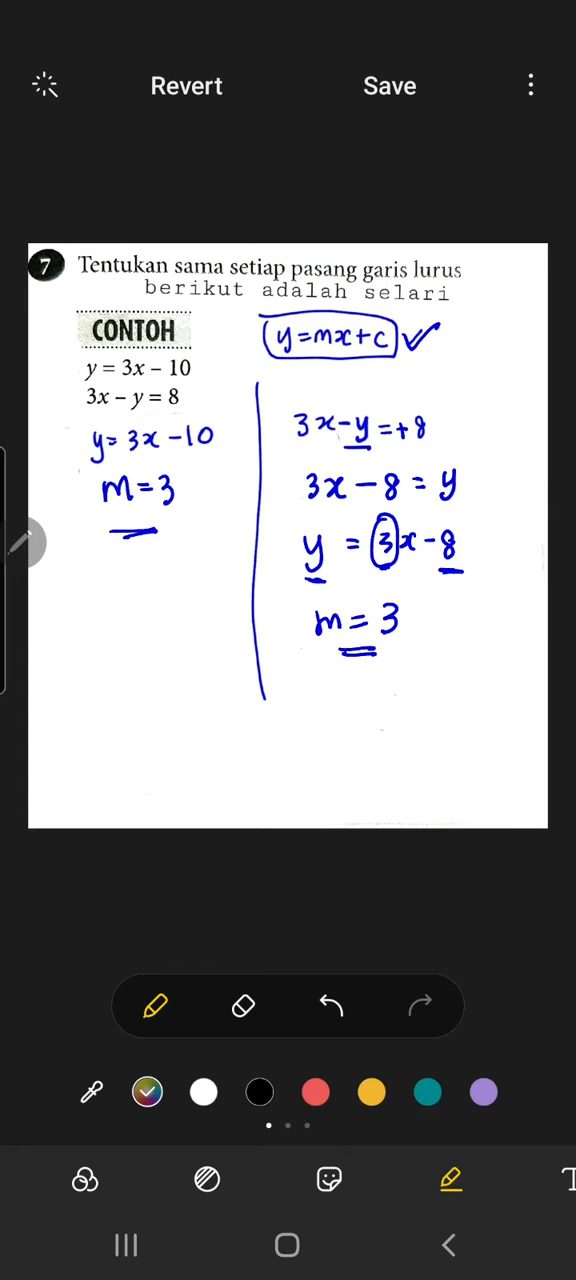 Revert
Save
7 Tentukan sama setiap pasang garis lurus
berikut adalah selari
CONTOH
y = 3x − 10
3x − y = 8
y = 3x − 10
m = 3
y = mx + c
3x − y = +8
3x − 8 = y
y = 3x − 8
m = 3
T